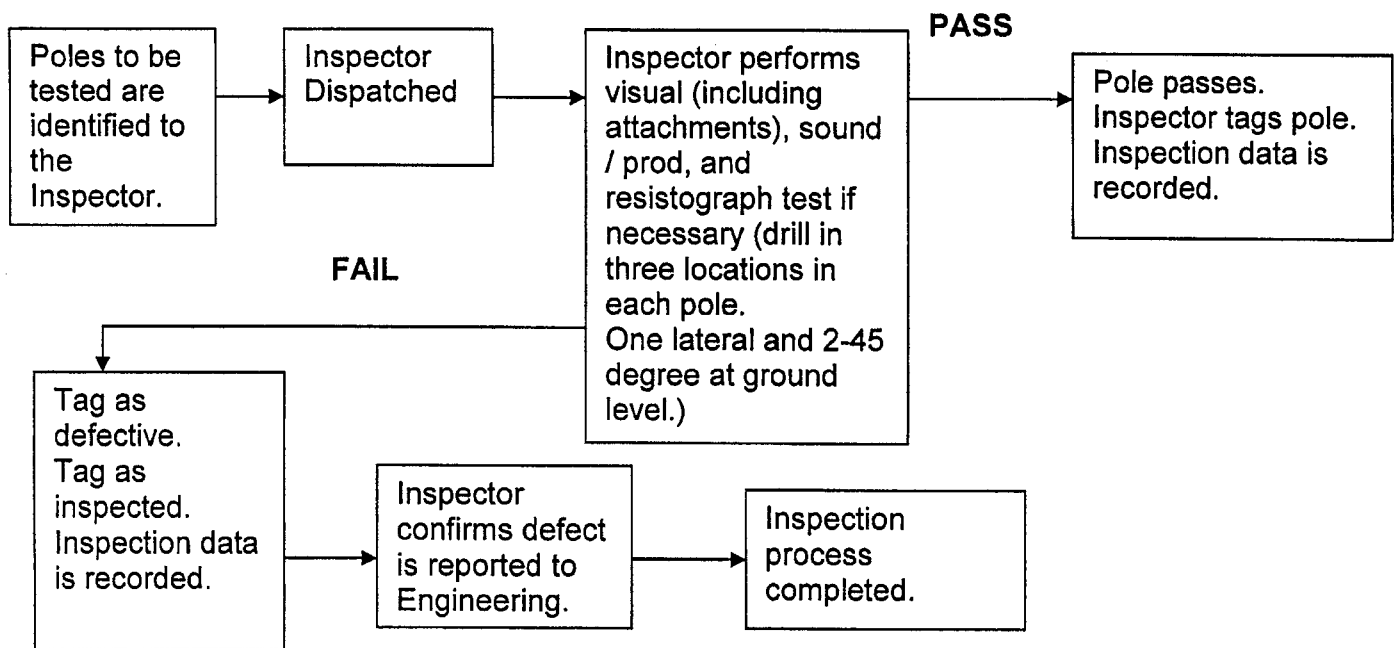 Poles to be
tested are
identified to
the
Inspector.
Inspector
Dispatched
Inspector performs
visual (including
attachments), sound
/ prod, and
resistograph test if
necessary (drill in
three locations in
each pole.
One lateral and 2-45
degree at ground
level.)
PASS
Pole passes.
Inspector tags pole.
Inspection data is
recorded.
FAIL
Tag as
defective.
Tag as
inspected.
Inspection data
is recorded.
Inspector
confirms defect
is reported to
Engineering.
Inspection
process
completed.